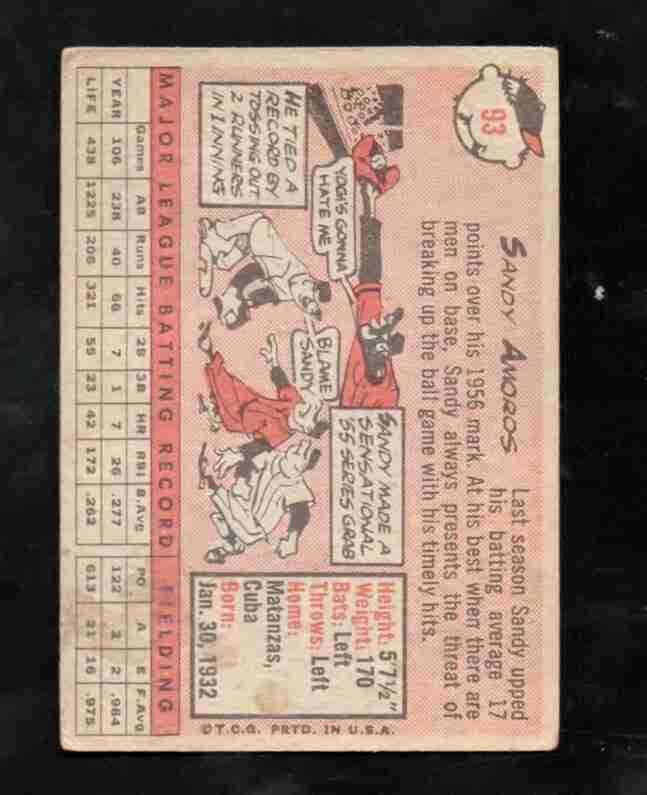 93
SANDY AMOROS
Last season Sandy upped
his batting average 17
points over his 1956 mark. At his best when there are
men on base, Sandy always presents the threat of
breaking up the ball game with his timely hits.
YOGI'S GONNA
HATE ME
HE TIED A
RECORD BY
TOSSING OUT
2 RUNNERS
IN INNING
BLAME
SANDY
SANDY MADE A
SENSATIONAL
'55 SERIES GRAB
Height: 5'7½"
Weight: 170
Bats: Left
Throws: Left
Home:
Matanzas,
Cuba
Born:
Jan. 30, 1932
©T.C.G. PRTD. IN U.S.A.
MAJOR LEAGUE BATTING RECORD FIELDING
Games AB Runs Hits 2B 3B HR RBI B.Avg PO A E F.Avg
YEAR 106 238 40 66 7 1 7 26 .277 122 2 2 .984
LIFE 438 1225 206 321 55 23 42 172 .262 613 21 16 .975